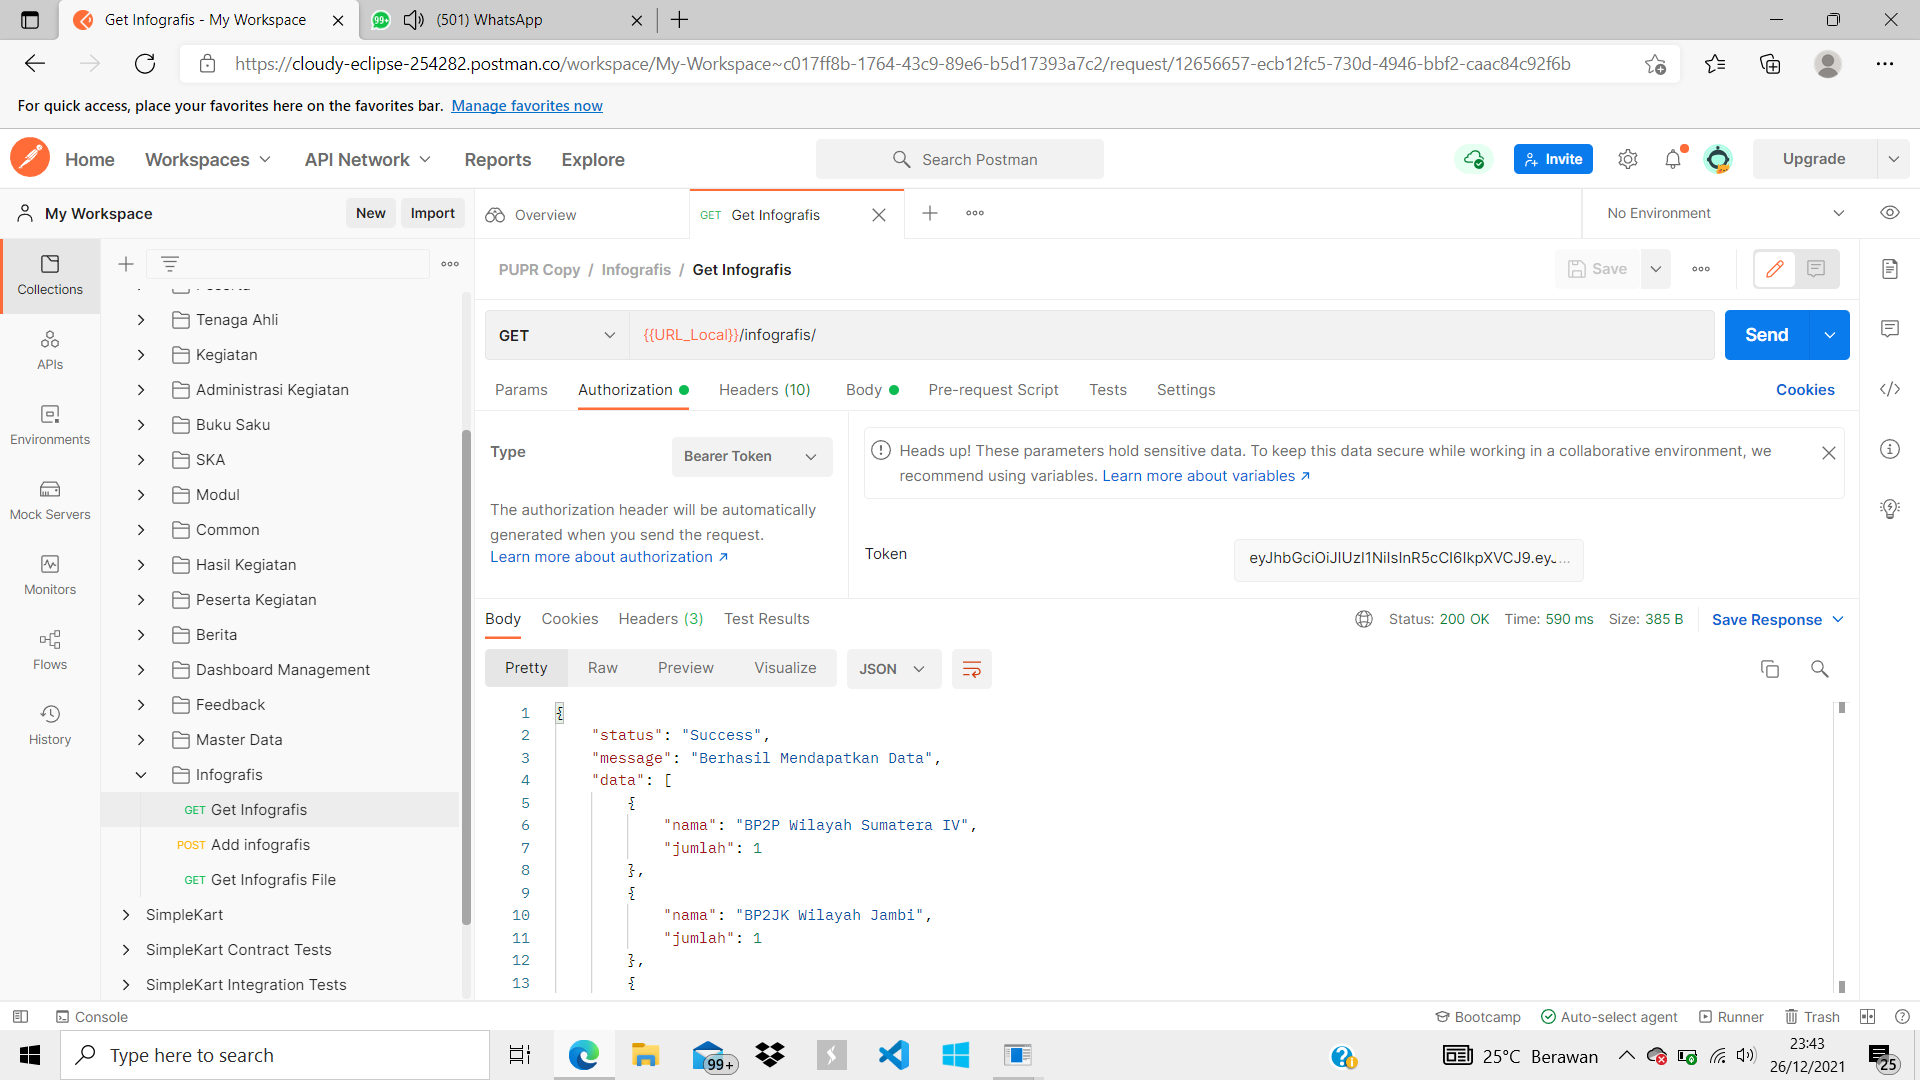 Get Infografis - My Workspace
99+
(501) WhatsApp
https://cloudy-eclipse-254282.postman.co/workspace/My-Workspace~c017ff8b-1764-43c9-89e6-b5d17393a7c2/request/12656657-ecb12fc5-730d-4946-bbf2-caac84c92f6b
For quick access, place your favorites here on the favorites bar. Manage favorites now
Home
Workspaces
API Network
Reports
Explore
Search Postman
Invite
Upgrade
My Workspace
New
Import
Overview
GET Get Infografis
No Environment
Collections
APIs
Environments
Mock Servers
Monitors
Flows
History
Tenaga Ahli
Kegiatan
Administrasi Kegiatan
Buku Saku
SKA
Modul
Common
Hasil Kegiatan
Peserta Kegiatan
Berita
Dashboard Management
Feedback
Master Data
Infografis
GET Get Infografis
POST Add infografis
GET Get Infografis File
SimpleKart
SimpleKart Contract Tests
SimpleKart Integration Tests
PUPR Copy / Infografis / Get Infografis
Save
GET
{{URL_Local}}/infografis/
Send
Params
Authorization
Headers (10)
Body
Pre-request Script
Tests
Settings
Cookies
Type
Bearer Token
The authorization header will be automatically
generated when you send the request.
Learn more about authorization ↗
Heads up! These parameters hold sensitive data. To keep this data secure while working in a collaborative environment, we
recommend using variables. Learn more about variables ↗
Token
eyJhbGciOiJIUzI1NiIsInR5cCI6IkpXVCJ9.eyJ...
Body
Cookies
Headers (3)
Test Results
Status: 200 OK
Time: 590 ms
Size: 385 B
Save Response
Pretty
Raw
Preview
Visualize
JSON
1 {
2 "status": "Success",
3 "message": "Berhasil Mendapatkan Data",
4 "data": [
5 {
6 "nama": "BP2P Wilayah Sumatera IV",
7 "jumlah": 1
8 },
9 {
10 "nama": "BP2JK Wilayah Jambi",
11 "jumlah": 1
12 },
13 {
Console
Bootcamp
Auto-select agent
Runner
Trash
Type here to search
99+
25°C Berawan
23:43
26/12/2021
25